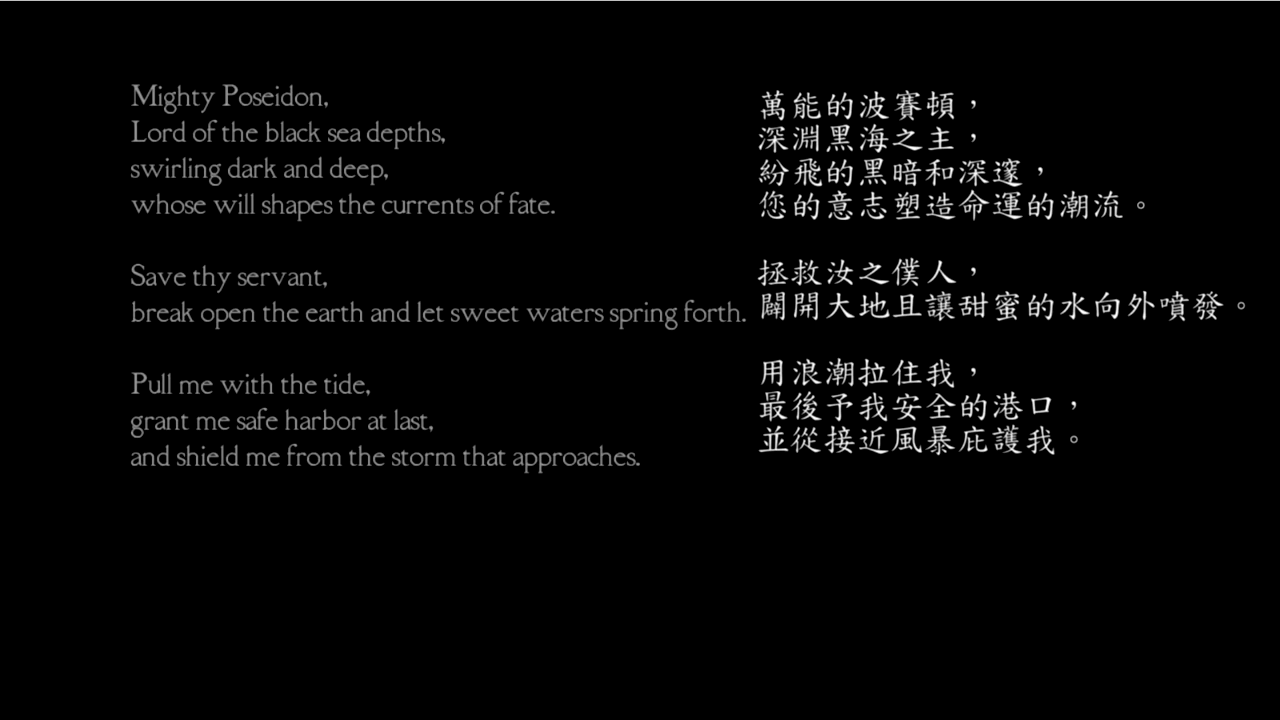 Mighty Poseidon,
Lord of the black sea depths,
swirling dark and deep,
whose will shapes the currents of fate.
Save thy servant,
break open the earth and let sweet waters spring forth.
Pull me with the tide,
grant me safe harbor at last,
and shield me from the storm that approaches.
萬能的波賽頓，
深淵黑海之主，
紛飛的黑暗和深邃，
您的意志塑造命運的潮流。
拯救汝之僕人，
闢開大地且讓甜蜜的水向外噴發。
用浪潮拉住我，
最後予我安全的港口，
並從接近風暴庇護我。